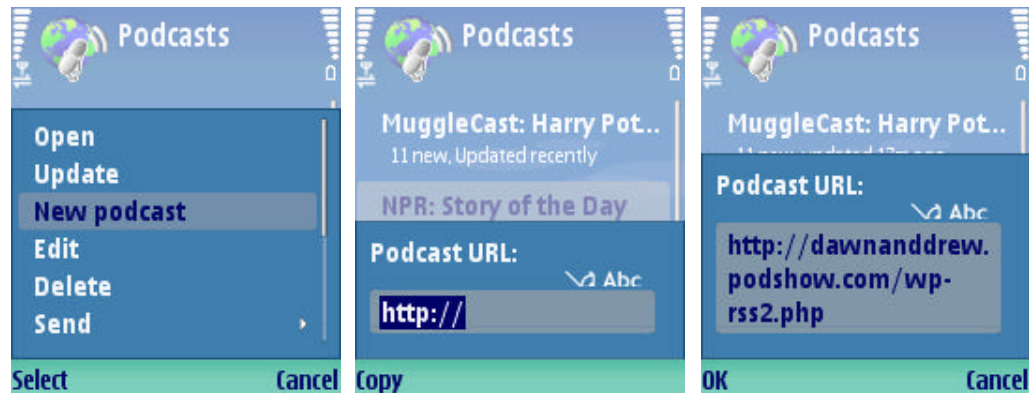 Podcasts
Open
Update
New podcast
Edit
Delete
Send
Select Cancel
Podcasts
MuggleCast: Harry Pot...
11 new, Updated recently
NPR: Story of the Day
Podcast URL:
Abc
http://
Copy
Podcasts
MuggleCast: Harry Pot...
Podcast URL:
Abc
http://dawnanddrew.
podshow.com/wp-
rss2.php
OK Cancel